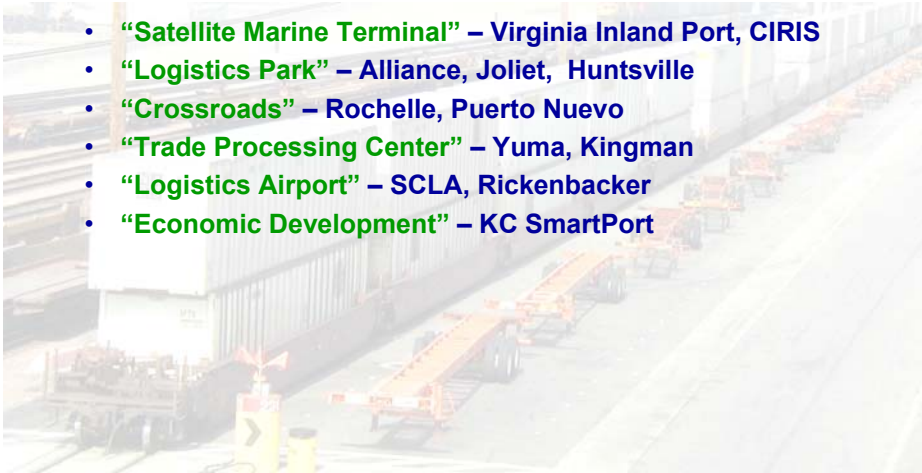 • “Satellite Marine Terminal” – Virginia Inland Port, CIRIS
• “Logistics Park” – Alliance, Joliet, Huntsville
• “Crossroads” – Rochelle, Puerto Nuevo
• “Trade Processing Center” – Yuma, Kingman
• “Logistics Airport” – SCLA, Rickenbacker
• “Economic Development” – KC SmartPort